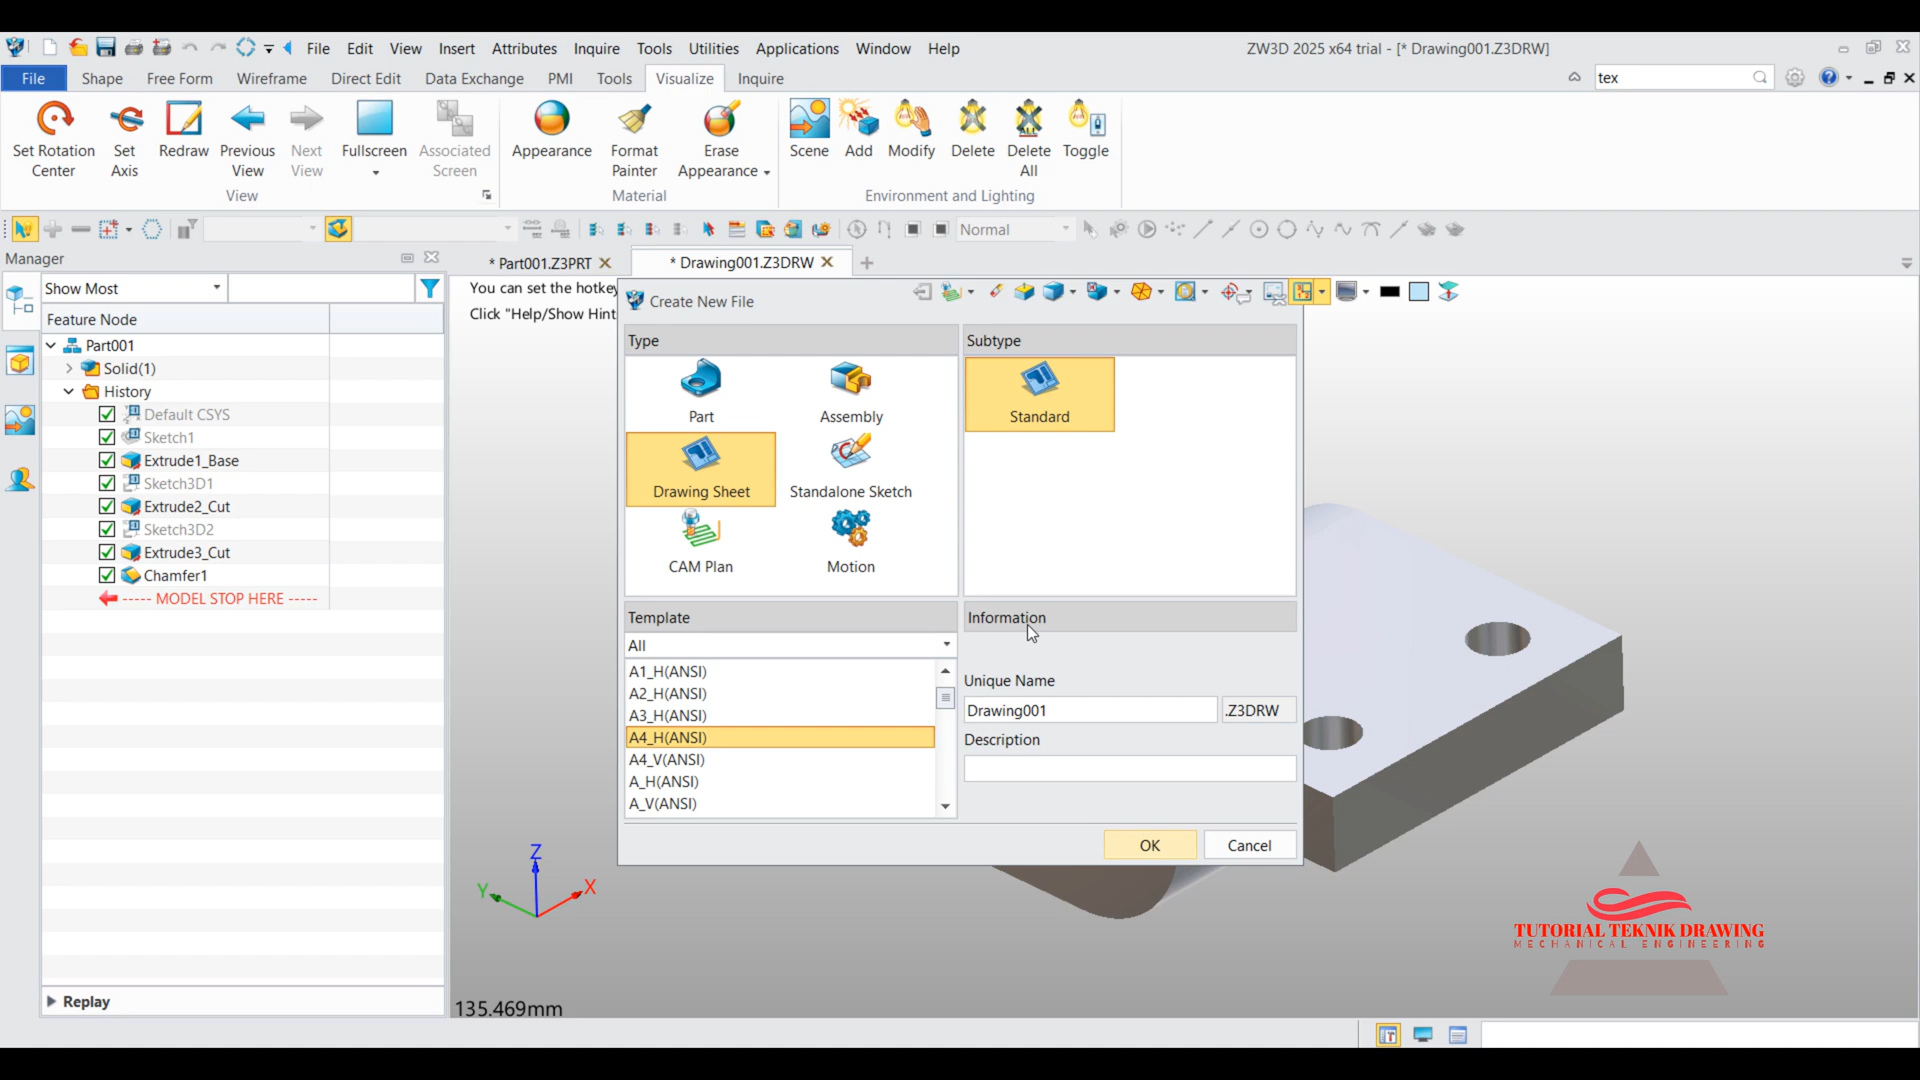 File Edit View Insert Attributes Inquire Tools Utilities Applications Window Help
ZW3D 2025 x64 trial - [* Drawing001.Z3DRW]
File Shape Free Form Wireframe Direct Edit Data Exchange PMI Tools Visualize Inquire
tex
Set Rotation Center
Set Axis
Redraw
Previous View
Next View
Fullscreen
Associated Screen
Appearance
Format Painter
Erase Appearance
Scene
Add
Modify
Delete
Delete All
Toggle
View
Material
Environment and Lighting
Normal
Manager
* Part001.Z3PRT
* Drawing001.Z3DRW
Show Most
Feature Node
Part001
Solid(1)
History
Default CSYS
Sketch1
Extrude1_Base
Sketch3D1
Extrude2_Cut
Sketch3D2
Extrude3_Cut
Chamfer1
----- MODEL STOP HERE -----
Replay
You can set the hotkey
Click "Help/Show Hint
Create New File
Type
Part
Assembly
Drawing Sheet
Standalone Sketch
CAM Plan
Motion
Subtype
Standard
Template
All
A1_H(ANSI)
A2_H(ANSI)
A3_H(ANSI)
A4_H(ANSI)
A4_V(ANSI)
A_H(ANSI)
A_V(ANSI)
Information
Unique Name
Drawing001
.Z3DRW
Description
OK
Cancel
Z
Y
X
135.469mm
TUTORIAL TEKNIK DRAWING
MECHANICAL ENGINEERING